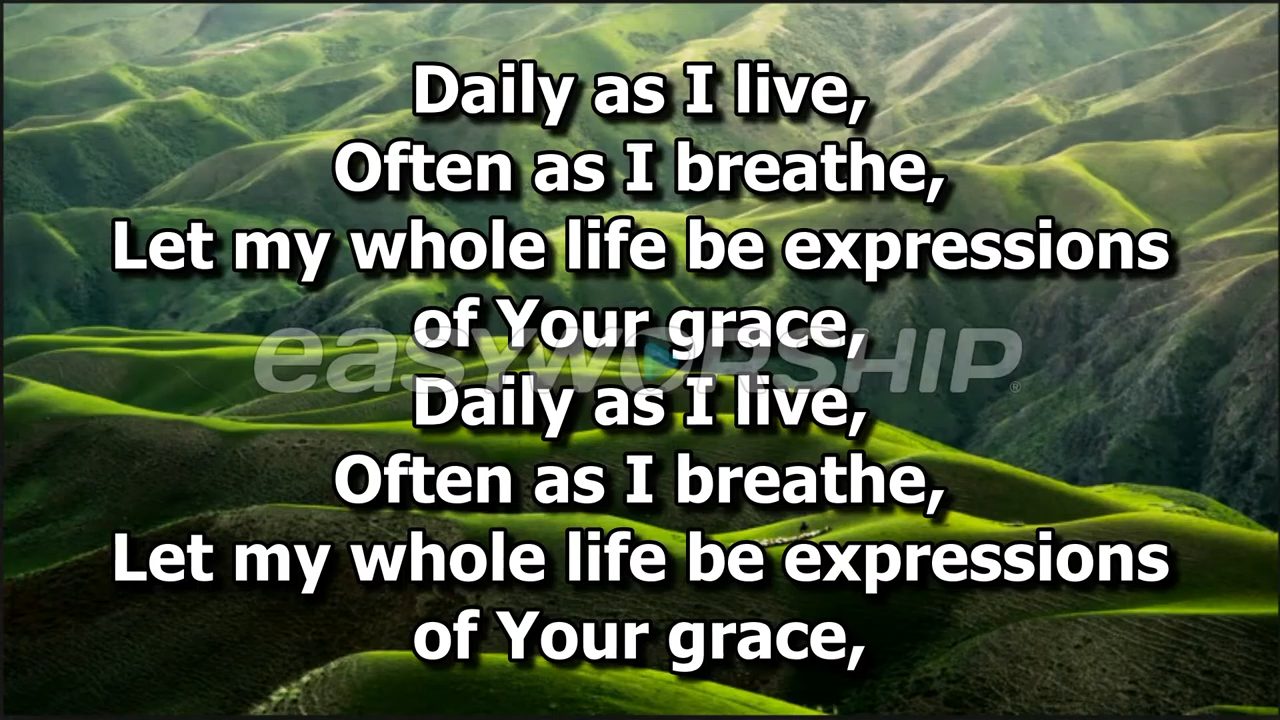 Daily as I live,
Often as I breathe,
Let my whole life be expressions
of Your grace,
easyworship®
Daily as I live,
Often as I breathe,
Let my whole life be expressions
of Your grace,